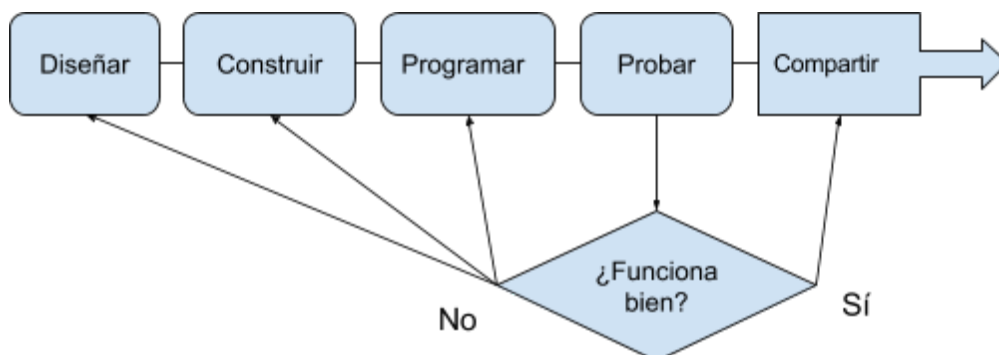 Diseñar
Construir
Programar
Probar
Compartir
¿Funciona
bien?
No
Sí